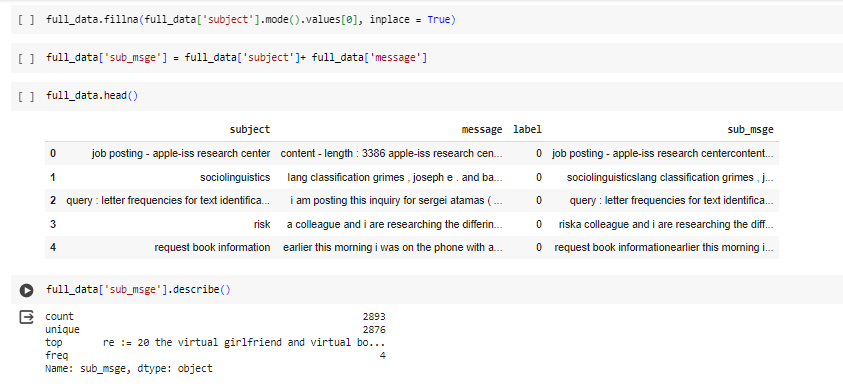 [ ] full_data.fillna(full_data['subject'].mode().values[0], inplace = True)
[ ] full_data['sub_msge'] = full_data['subject']+ full_data['message']
[ ] full_data.head()
subject message label sub_msge
0 job posting - apple-iss research center content - length : 3386 apple-iss research cen... 0 job posting - apple-iss research centercontent...
1 sociolinguistics lang classification grimes , joseph e . and ba... 0 sociolinguisticslang classification grimes , j...
2 query : letter frequencies for text identifica... i am posting this inquiry for sergei atamas ( ... 0 query : letter frequencies for text identifica...
3 risk a colleague and i are researching the differin... 0 riska colleague and i are researching the diff...
4 request book information earlier this morning i was on the phone with a... 0 request book informationearlier this morning i...
full_data['sub_msge'].describe()
count 2893
unique 2876
top re := 20 the virtual girlfriend and virtual bo...
freq 4
Name: sub_msge, dtype: object